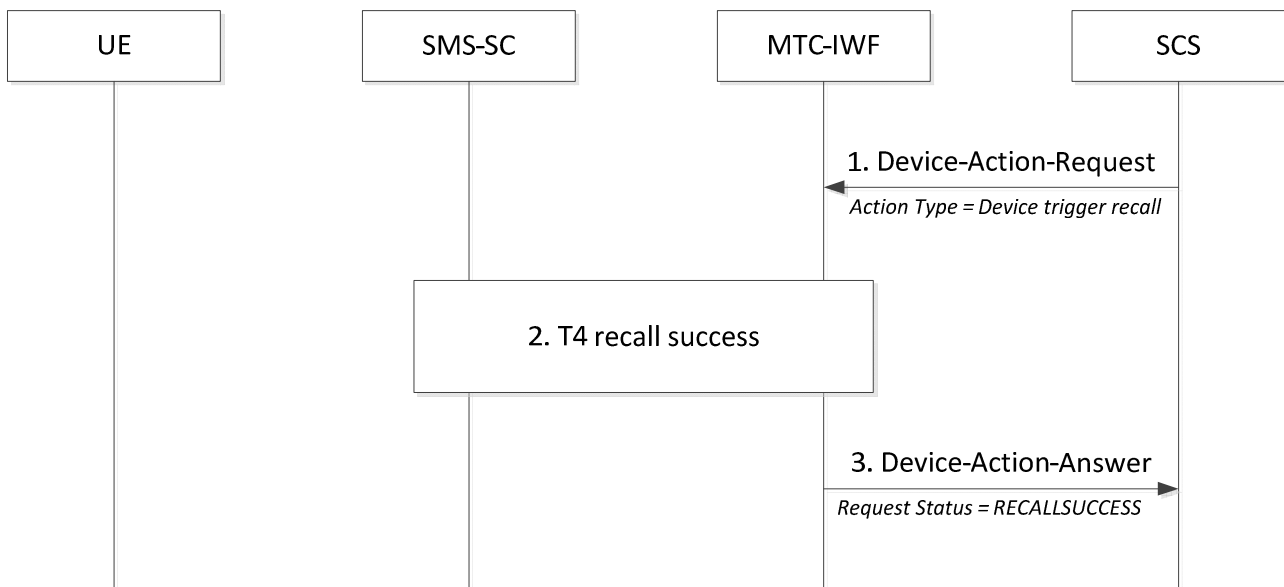 UE
SMS-SC
MTC-IWF
SCS
1. Device-Action-Request
Action Type = Device trigger recall
2. T4 recall success
3. Device-Action-Answer
Request Status = RECALLSUCCESS